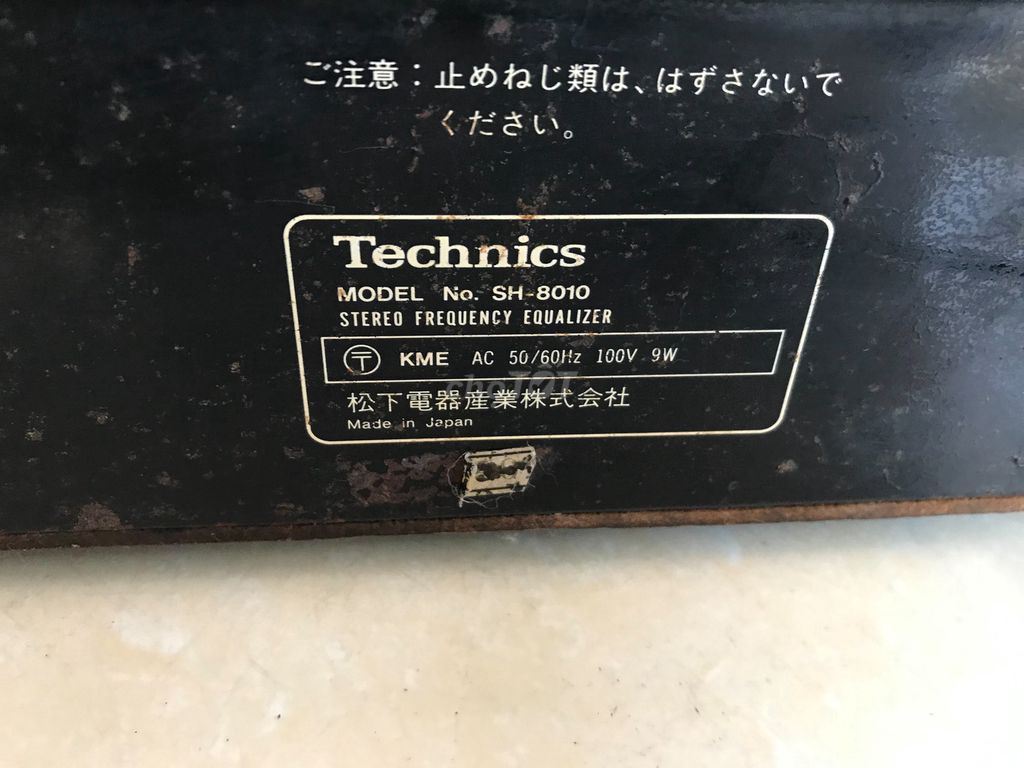 ご注意：止めねじ類は、はずさないで
ください。
Technics
MODEL No. SH-8010
STEREO FREQUENCY EQUALIZER
〒 KME AC 50/60Hz 100V 9W
choTỐT
松下電器産業株式会社
Made in Japan